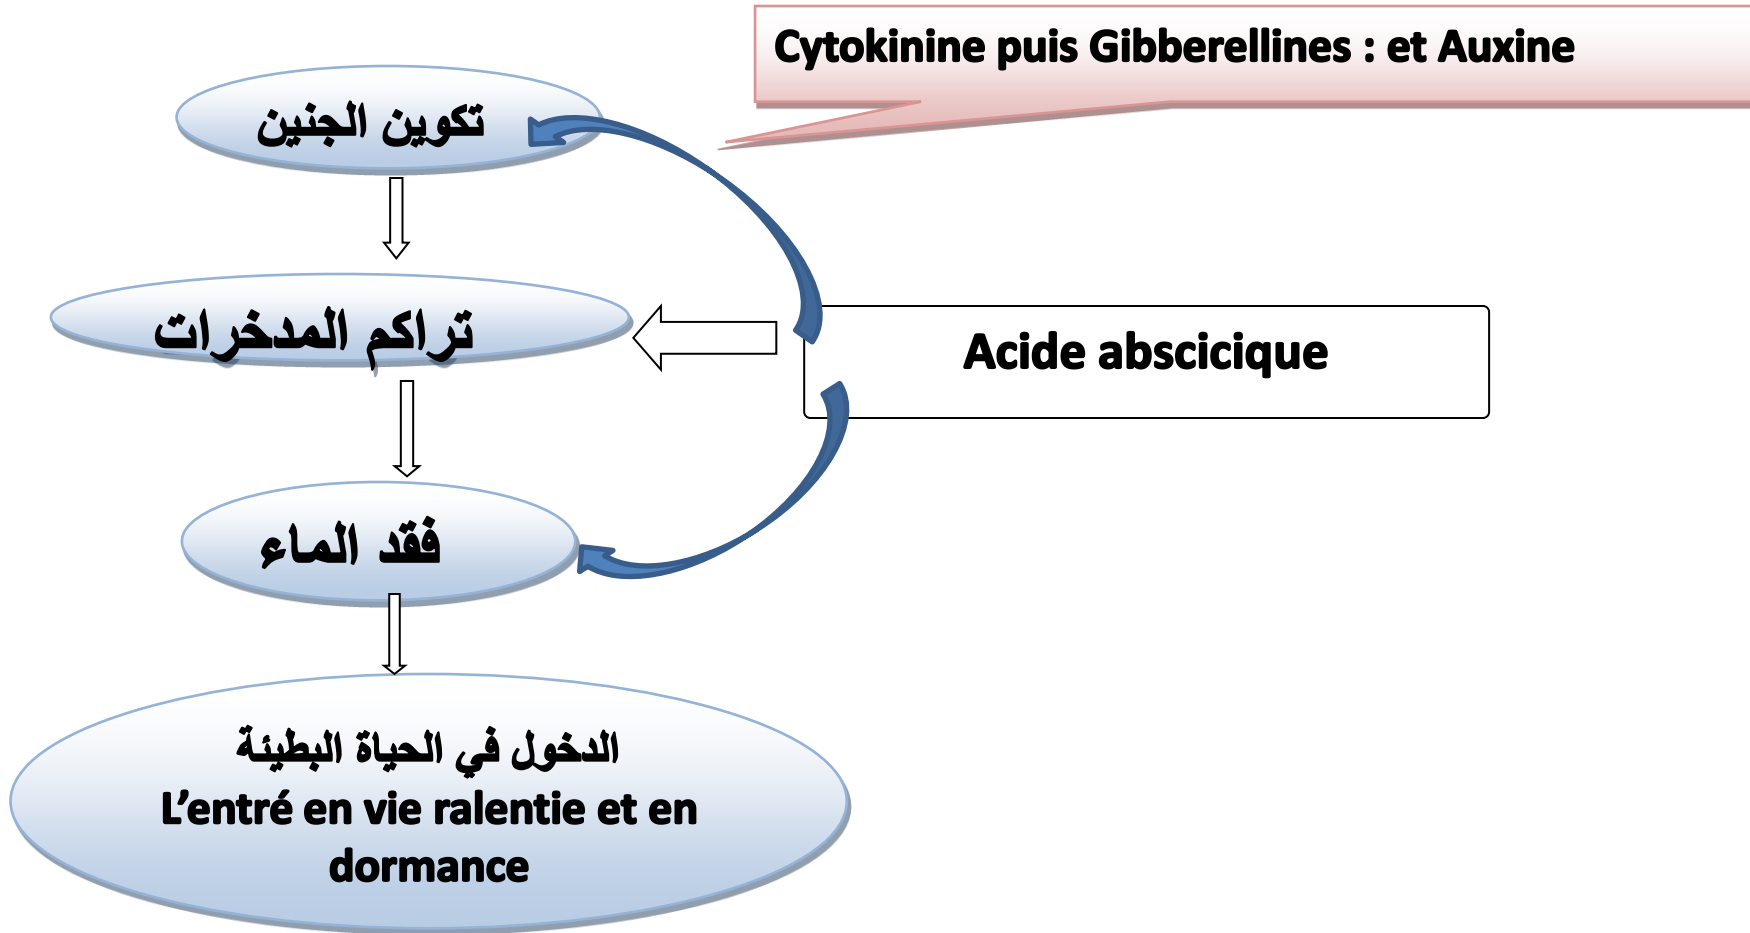 Cytokinine puis Gibberellines : et Auxine
تكوين الجنين
تراكم المدخرات
Acide abscicique
فقد الماء
الدخول في الحياة البطيئة
L’entré en vie ralentie et en
dormance